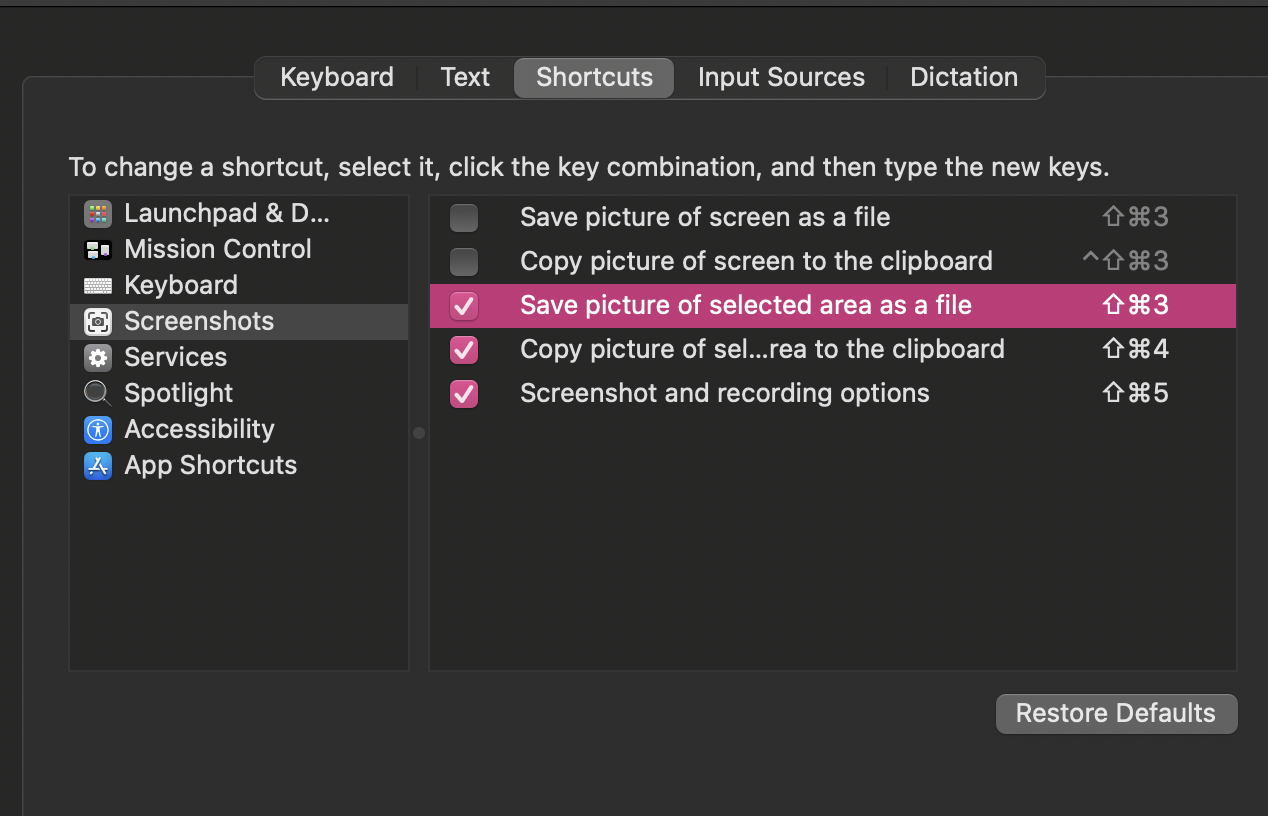 Keyboard Text Shortcuts Input Sources Dictation
To change a shortcut, select it, click the key combination, and then type the new keys.
Launchpad & D...
Mission Control
Keyboard
Screenshots
Services
Spotlight
Accessibility
App Shortcuts
Save picture of screen as a file ⇧⌘3
Copy picture of screen to the clipboard ^⇧⌘3
Save picture of selected area as a file ⇧⌘3
Copy picture of sel...rea to the clipboard ⇧⌘4
Screenshot and recording options ⇧⌘5
Restore Defaults